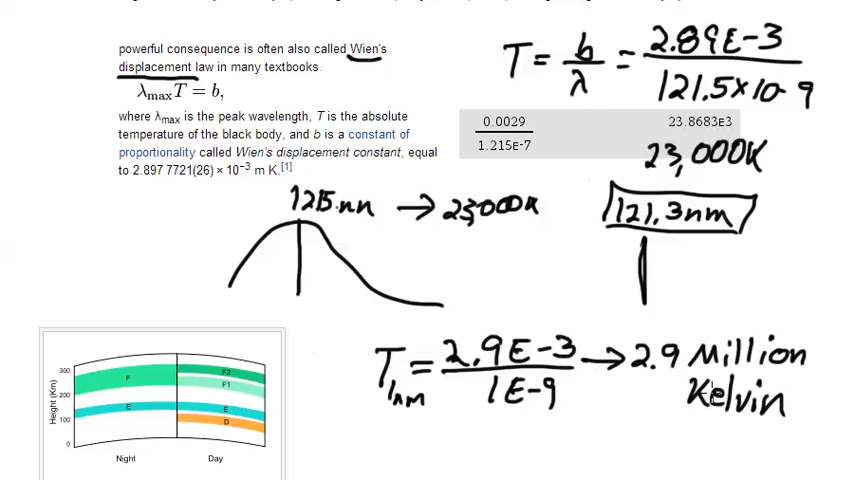 powerful consequence is often also called Wien's
displacement law in many textbooks.
λmaxT = b,
where λmax is the peak wavelength, T is the absolute
temperature of the black body, and b is a constant of
proportionality called Wien's displacement constant, equal
to 2.897 7721(26) × 10−3 m K.[1]
T = b/λ = 2.89E-3/121.5×10-9
0.0029
1.215E-7
23.8683E3
23,000K
121.5nm → 23,000K
121.3nm
T1nm = 2.9E-3/1E-9 → 2.9 Million
Kelvin
Height (Km)
300
200
100
0
F
E
F2
F1
E
D
Night
Day